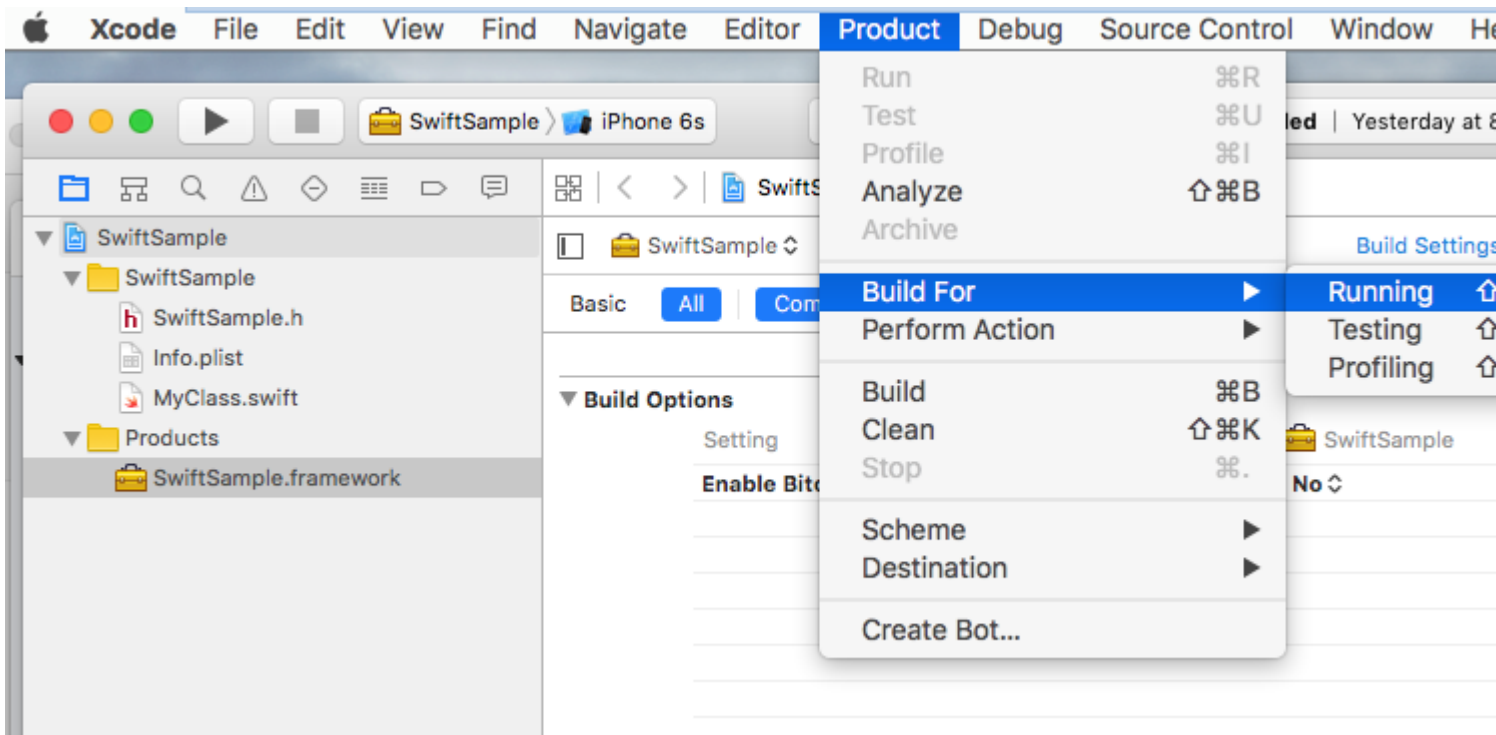 Xcode File Edit View Find Navigate Editor Product Debug Source Control Window
SwiftSample iPhone 6s
Yesterday at
SwiftSample
SwiftSample
SwiftSample.h
Info.plist
MyClass.swift
Products
SwiftSample.framework
SwiftSample
Basic All
Build Settings
Build Options
Setting
SwiftSample
Enable
No
Run ⌘R
Test ⌘U
Profile ⌘I
Analyze ⇧⌘B
Archive
Build For
Perform Action
Build ⌘B
Clean ⇧⌘K
Stop ⌘.
Scheme
Destination
Create Bot...
Running ⇧
Testing ⇧
Profiling ⇧